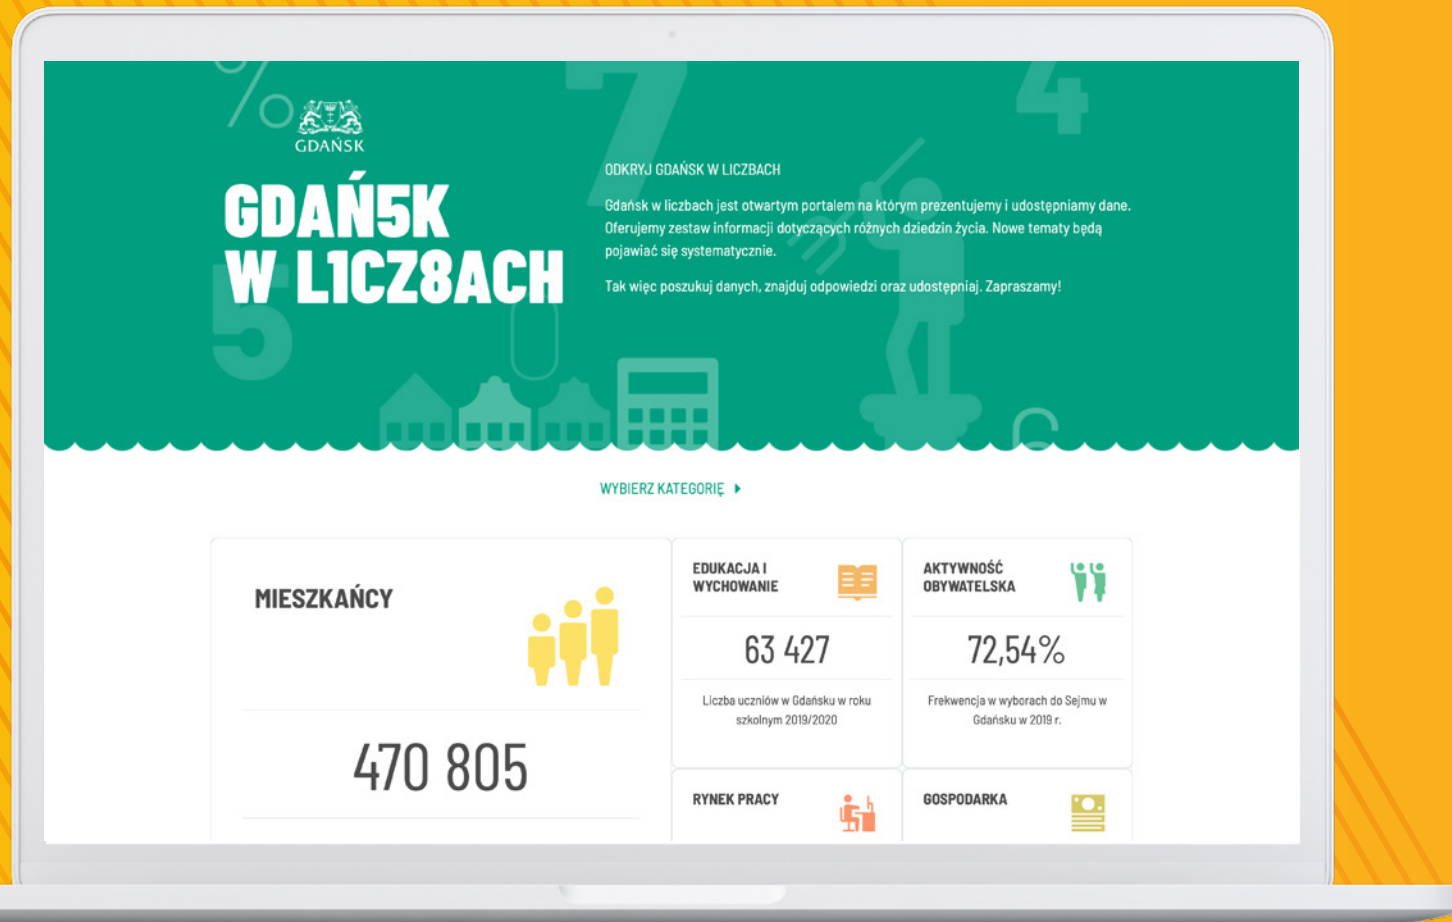 GDAŃSK
GDAŃ5K
W L1CZ8ACH
ODKRYJ GDAŃSK W LICZBACH
Gdańsk w liczbach jest otwartym portalem na którym prezentujemy i udostępniamy dane.
Oferujemy zestaw informacji dotyczących różnych dziedzin życia. Nowe tematy będą
pojawiać się systematycznie.
Tak więc poszukuj danych, znajduj odpowiedzi oraz udostępniaj. Zapraszamy!
% 7 4
5
WYBIERZ KATEGORIĘ
MIESZKAŃCY
470 805
EDUKACJA I
WYCHOWANIE
63 427
Liczba uczniów w Gdańsku w roku
szkolnym 2019/2020
AKTYWNOŚĆ
OBYWATELSKA
72,54%
Frekwencja w wyborach do Sejmu w
Gdańsku w 2019 r.
RYNEK PRACY
GOSPODARKA